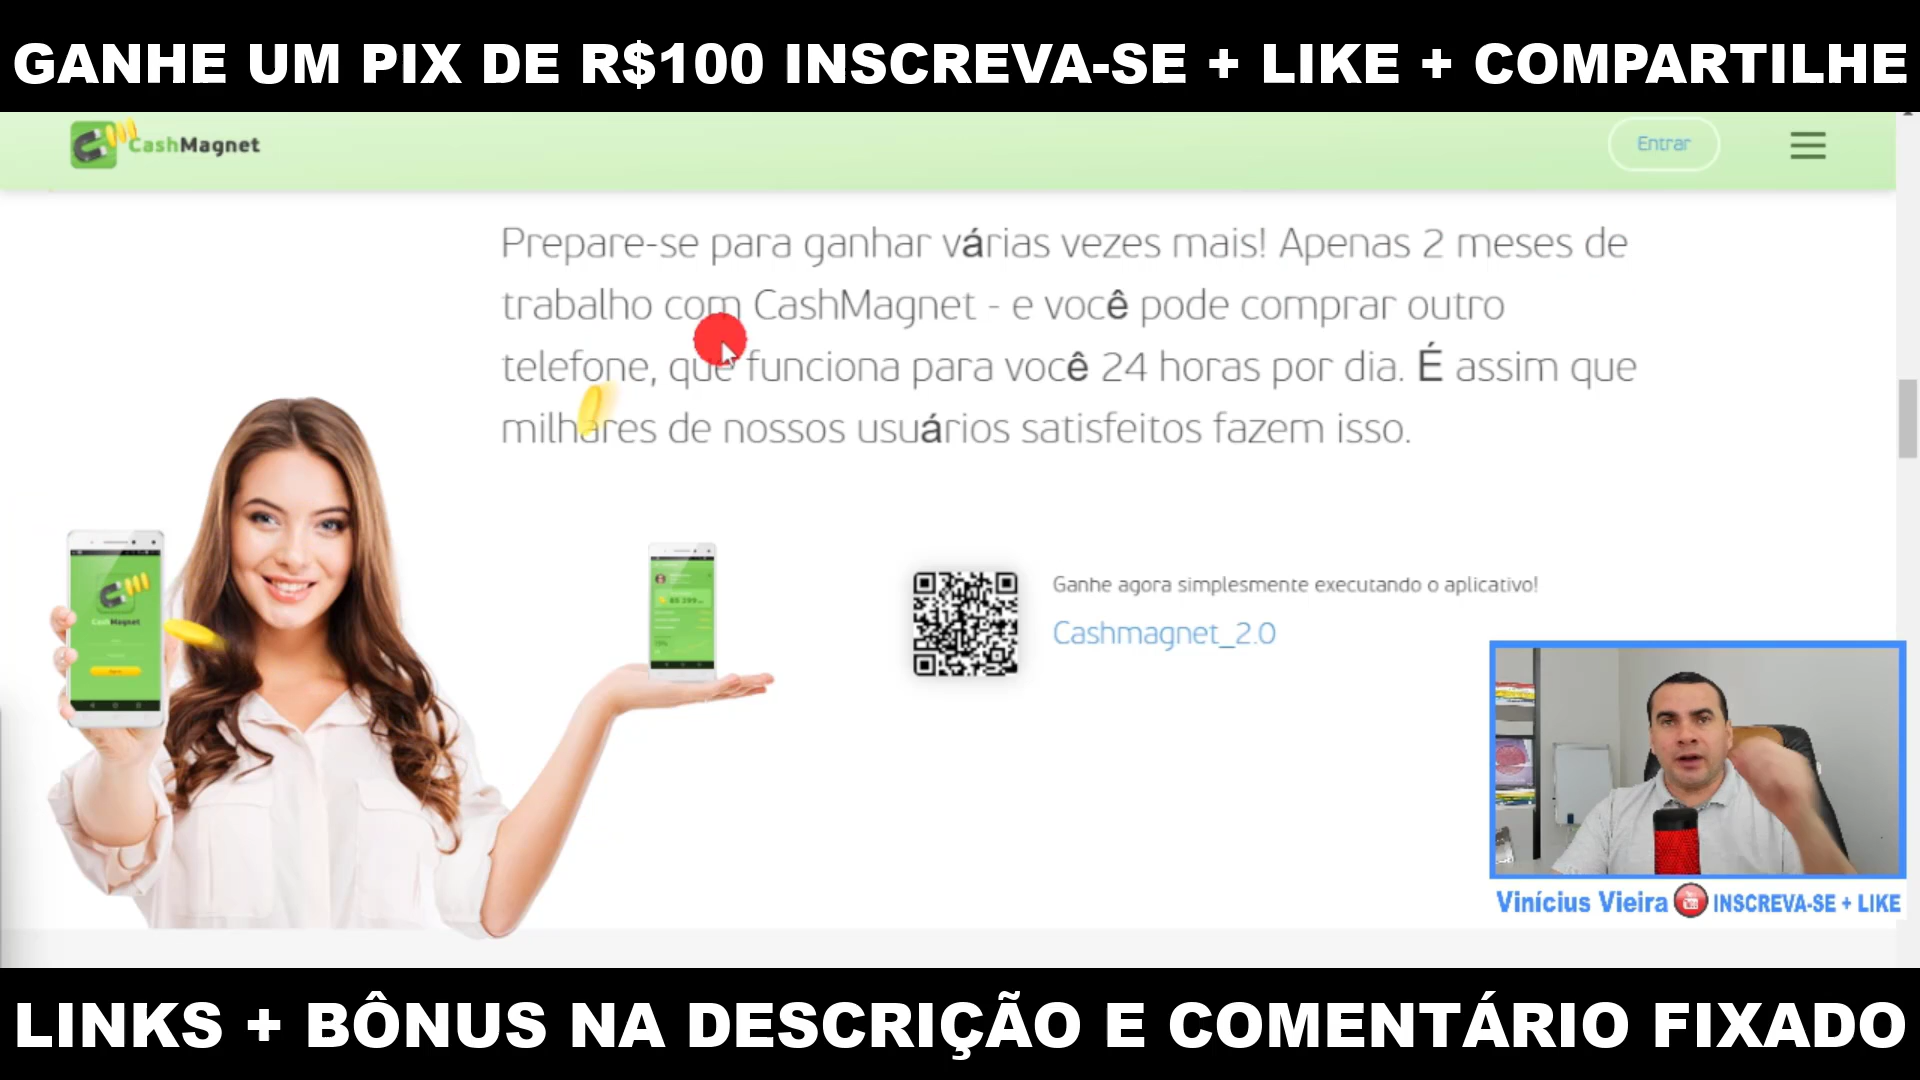 GANHE UM PIX DE R$100 INSCREVA-SE + LIKE + COMPARTILHE
CashMagnet
Entrar
Prepare-se para ganhar várias vezes mais! Apenas 2 meses de
trabalho com CashMagnet - e você pode comprar outro
telefone, que funciona para você 24 horas por dia. É assim que
milhares de nossos usuários satisfeitos fazem isso.
Ganhe agora simplesmente executando o aplicativo!
Cashmagnet_2.0
CashMagnet
Vinícius Vieira INSCREVA-SE + LIKE
LINKS + BÔNUS NA DESCRIÇÃO E COMENTÁRIO FIXADO